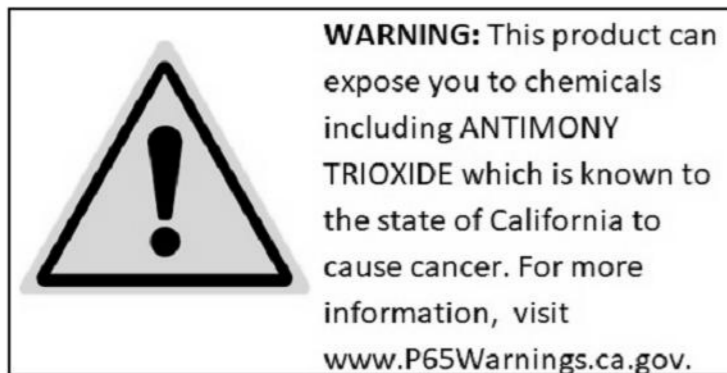 WARNING: This product can
expose you to chemicals
including ANTIMONY
TRIOXIDE which is known to
the state of California to
cause cancer. For more
information, visit
www.P65Warnings.ca.gov.